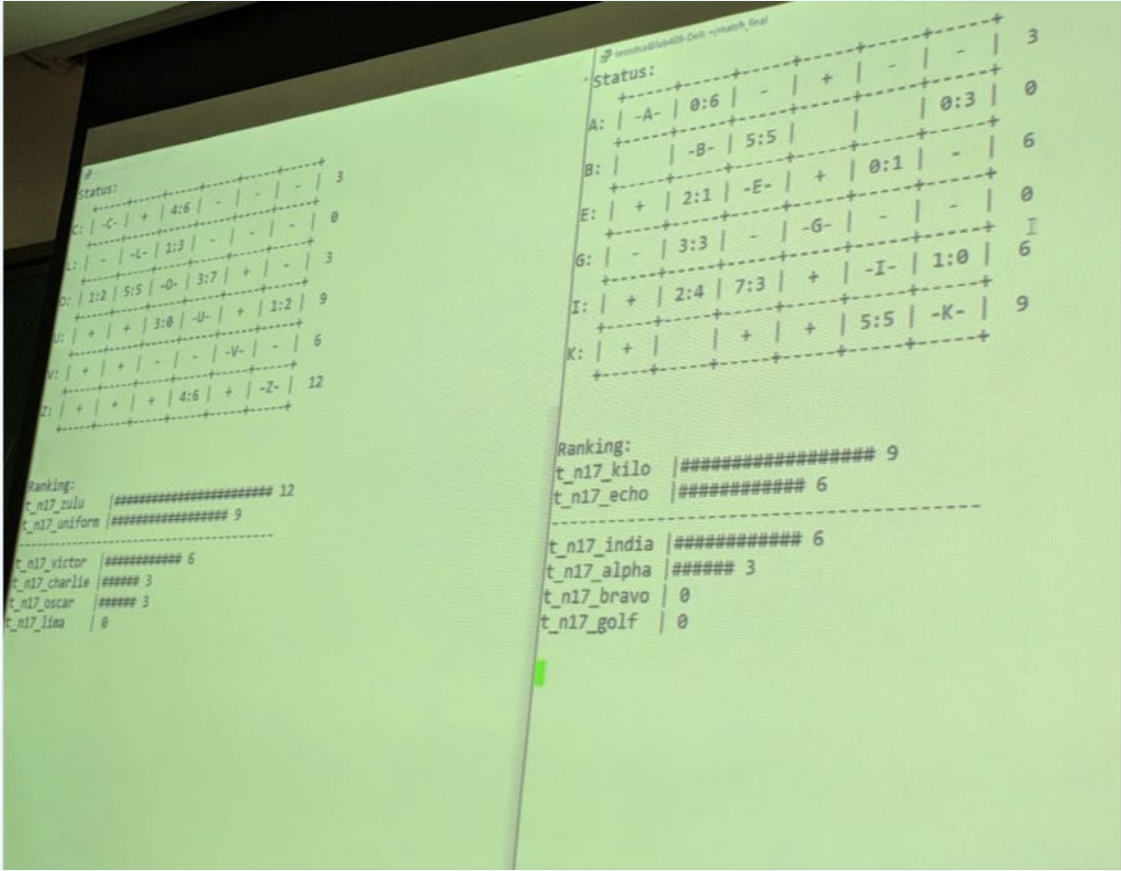 Status:
+----+----+----+----+----+----+
C: | -C- | + | 4:6 | - | - | - | 3
+----+----+----+----+----+----+
L: | - | -L- | 1:3 | - | - | - | 0
+----+----+----+----+----+----+
O: | 1:2 | 5:5 | -O- | 3:7 | + | - | 3
+----+----+----+----+----+----+
U: | + | + | 3:0 | -U- | + | 1:2 | 9
+----+----+----+----+----+----+
V: | + | + | - | - | -V- | - | 6
+----+----+----+----+----+----+
Z: | + | + | + | 4:6 | + | -Z- | 12
+----+----+----+----+----+----+
Ranking:
t_n17_zulu |######################## 12
t_n17_uniform |################## 9
----------------------------------------
t_n17_victor |############ 6
t_n17_charlie |###### 3
t_n17_oscar |###### 3
t_n17_lima | 0
Status:
+----+----+----+----+----+----+
A: | -A- | 0:6 | - | + | - | - | 3
+----+----+----+----+----+----+
B: | | -B- | 5:5 | | | 0:3 | 0
+----+----+----+----+----+----+
E: | + | 2:1 | -E- | + | 0:1 | - | 6
+----+----+----+----+----+----+
G: | - | 3:3 | - | -G- | - | - | 0
+----+----+----+----+----+----+
I: | + | 2:4 | 7:3 | + | -I- | 1:0 | 6
+----+----+----+----+----+----+
K: | + | | + | + | 5:5 | -K- | 9
+----+----+----+----+----+----+
Ranking:
t_n17_kilo |################## 9
t_n17_echo |############ 6
----------------------------------------
t_n17_india |############ 6
t_n17_alpha |###### 3
t_n17_bravo | 0
t_n17_golf | 0